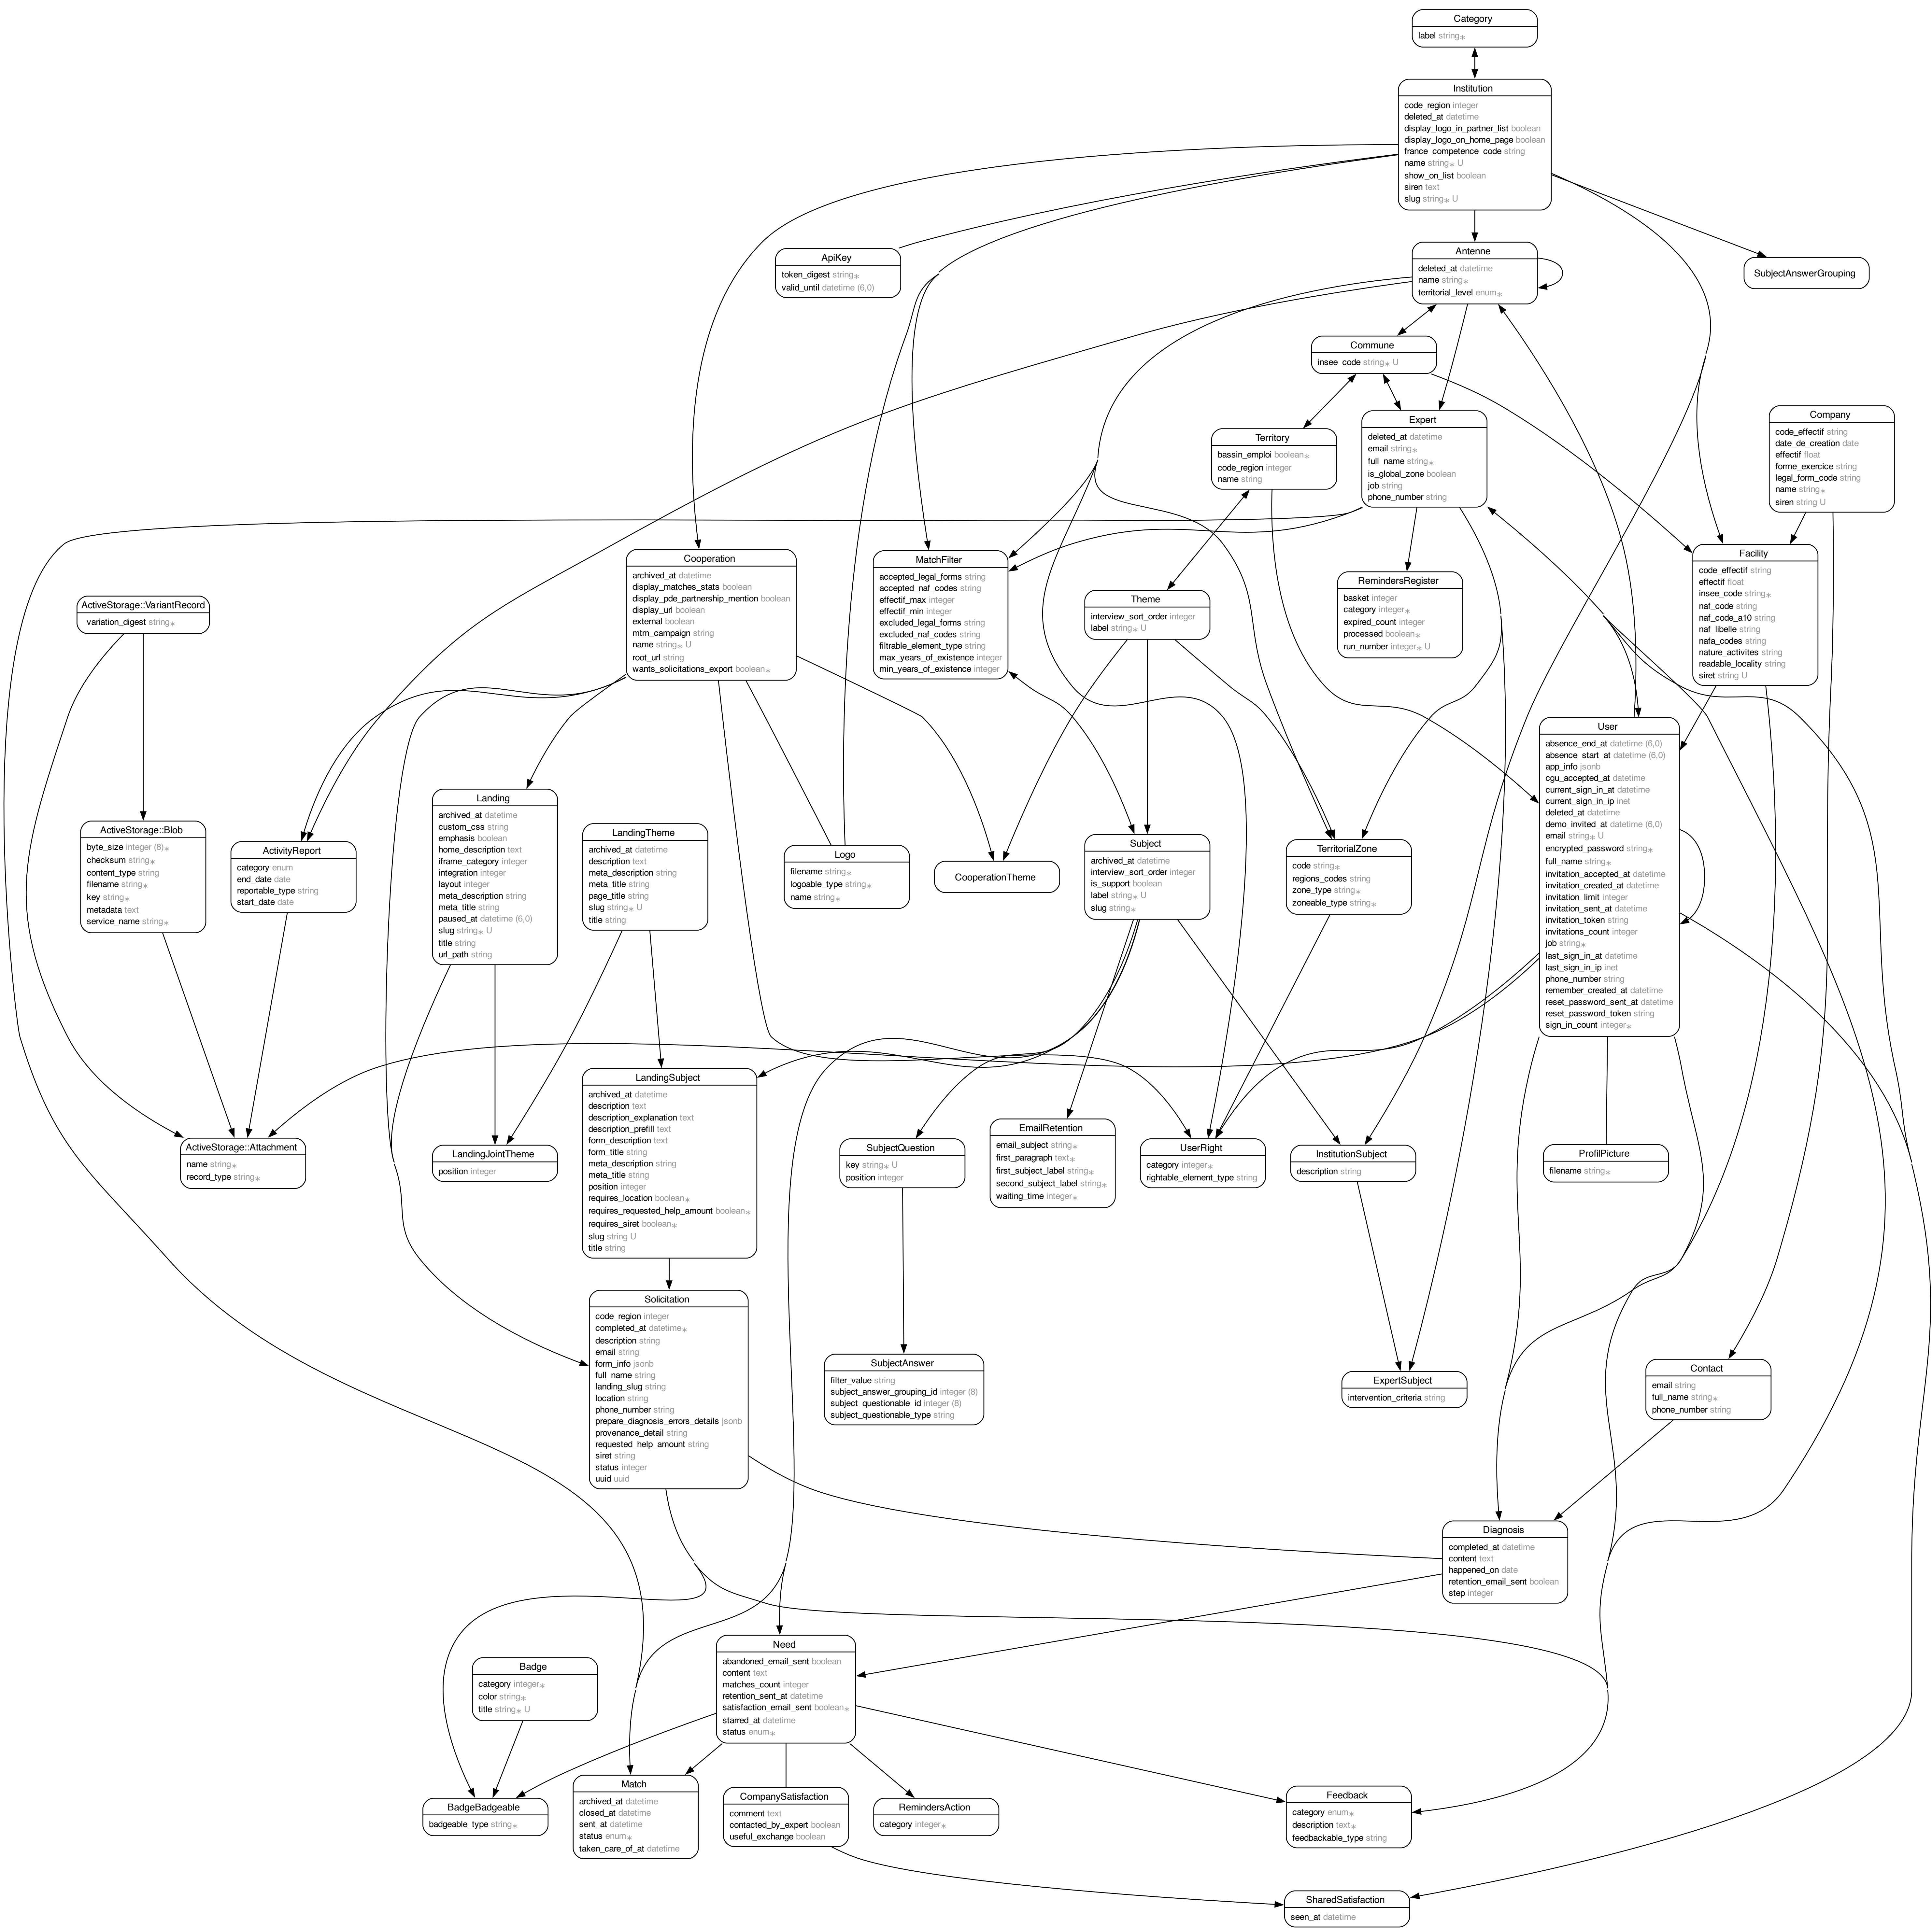 Category
label string∗
Institution
code_region integer
deleted_at datetime
display_logo_in_partner_list boolean
display_logo_on_home_page boolean
france_competence_code string
name string∗ U
show_on_list boolean
siren text
slug string∗ U
ApiKey
token_digest string∗
valid_until datetime (6,0)
Antenne
deleted_at datetime
name string∗
territorial_level enum∗
SubjectAnswerGrouping
Commune
insee_code string∗ U
Territory
bassin_emploi boolean∗
code_region integer
name string
Expert
deleted_at datetime
email string∗
full_name string∗
is_global_zone boolean
job string
phone_number string
Company
code_effectif string
date_de_creation date
effectif float
forme_exercice string
legal_form_code string
name string∗
siren string U
Cooperation
archived_at datetime
display_matches_stats boolean
display_pde_partnership_mention boolean
display_url boolean
external boolean
mtm_campaign string
name string∗ U
root_url string
wants_solicitations_export boolean∗
MatchFilter
accepted_legal_forms string
accepted_naf_codes string
effectif_max integer
effectif_min integer
excluded_legal_forms string
excluded_naf_codes string
filtrable_element_type string
max_years_of_existence integer
min_years_of_existence integer
Theme
interview_sort_order integer
label string∗ U
RemindersRegister
basket integer
category integer∗
expired_count integer
processed boolean∗
run_number integer∗ U
Facility
code_effectif string
effectif float
insee_code string∗
naf_code string
naf_code_a10 string
naf_libelle string
nafa_codes string
nature_activites string
readable_locality string
siret string U
ActiveStorage::VariantRecord
variation_digest string∗
User
absence_end_at datetime (6,0)
absence_start_at datetime (6,0)
app_info jsonb
cgu_accepted_at datetime
current_sign_in_at datetime
current_sign_in_ip inet
deleted_at datetime
demo_invited_at datetime (6,0)
email string∗ U
encrypted_password string∗
full_name string∗
invitation_accepted_at datetime
invitation_created_at datetime
invitation_limit integer
invitation_sent_at datetime
invitation_token string
invitations_count integer
job string∗
last_sign_in_at datetime
last_sign_in_ip inet
phone_number string
remember_created_at datetime
reset_password_sent_at datetime
reset_password_token string
sign_in_count integer∗
ActiveStorage::Blob
byte_size integer (8)∗
checksum string∗
content_type string
filename string∗
key string∗
metadata text
service_name string∗
ActivityReport
category enum
end_date date
reportable_type string
start_date date
Landing
archived_at datetime
custom_css string
emphasis boolean
home_description text
iframe_category integer
integration integer
layout integer
meta_description string
meta_title string
paused_at datetime (6,0)
slug string∗ U
title string
url_path string
LandingTheme
archived_at datetime
description text
meta_description string
meta_title string
page_title string
slug string∗ U
title string
Logo
filename string∗
logoable_type string∗
name string∗
CooperationTheme
Subject
archived_at datetime
interview_sort_order integer
is_support boolean
label string∗ U
slug string∗
TerritorialZone
code string∗
regions_codes string
zone_type string∗
zoneable_type string∗
LandingSubject
archived_at datetime
description text
description_explanation text
description_prefill text
form_description text
form_title string
meta_description string
meta_title string
position integer
requires_location boolean∗
requires_requested_help_amount boolean∗
requires_siret boolean∗
slug string U
title string
ActiveStorage::Attachment
name string∗
record_type string∗
LandingJointTheme
position integer
SubjectQuestion
key string∗ U
position integer
EmailRetention
email_subject string∗
first_paragraph text∗
first_subject_label string∗
second_subject_label string∗
waiting_time integer∗
UserRight
category integer∗
rightable_element_type string
InstitutionSubject
description string
ProfilPicture
filename string∗
Solicitation
code_region integer
completed_at datetime∗
description string
email string
form_info jsonb
full_name string
landing_slug string
location string
phone_number string
prepare_diagnosis_errors_details jsonb
provenance_detail string
requested_help_amount string
siret string
status integer
uuid uuid
SubjectAnswer
filter_value string
subject_answer_grouping_id integer (8)
subject_questionable_id integer (8)
subject_questionable_type string
ExpertSubject
intervention_criteria string
Contact
email string
full_name string∗
phone_number string
Diagnosis
completed_at datetime
content text
happened_on date
retention_email_sent boolean
step integer
Need
abandoned_email_sent boolean
content text
matches_count integer
retention_sent_at datetime
satisfaction_email_sent boolean∗
starred_at datetime
status enum∗
Badge
category integer∗
color string∗
title string∗ U
BadgeBadgeable
badgeable_type string∗
Match
archived_at datetime
closed_at datetime
sent_at datetime
status enum∗
taken_care_of_at datetime
CompanySatisfaction
comment text
contacted_by_expert boolean
useful_exchange boolean
RemindersAction
category integer∗
Feedback
category enum∗
description text∗
feedbackable_type string
SharedSatisfaction
seen_at datetime